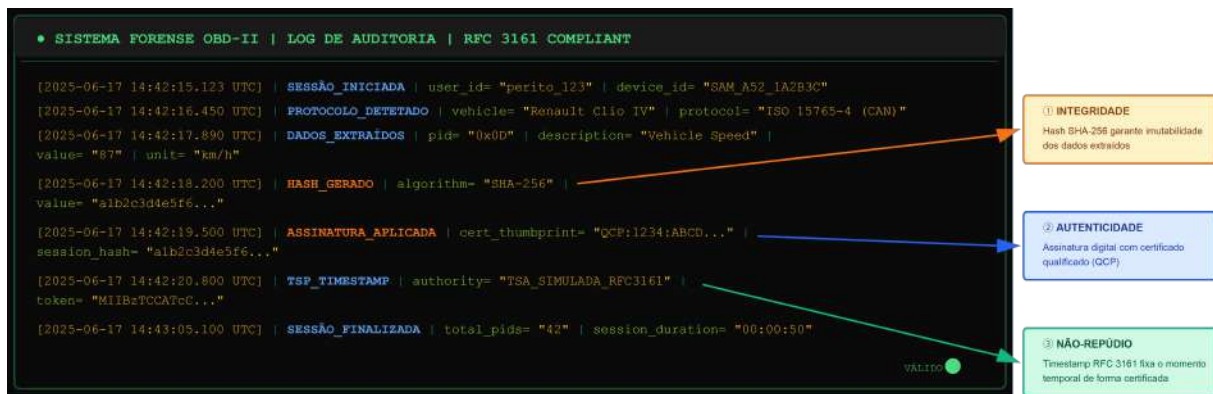 ● SISTEMA FORENSE OBD-II | LOG DE AUDITORIA | RFC 3161 COMPLIANT
[2025-06-17 14:42:15.123 UTC] | SESSÃO_INICIADA | user_id= "perito_123" | device_id= "SAM_A52_1A2B3C"
[2025-06-17 14:42:16.450 UTC] | PROTOCOLO_DETETADO | vehicle= "Renault Clio IV" | protocol= "ISO 15765-4 (CAN)"
[2025-06-17 14:42:17.890 UTC] | DADOS_EXTRAÍDOS | pid= "0x0D" | description= "Vehicle Speed" |
value= "87" | unit= "km/h"
[2025-06-17 14:42:18.200 UTC] | HASH_GERADO | algorithm= "SHA-256" |
value= "a1b2c3d4e5f6..."
[2025-06-17 14:42:19.500 UTC] | ASSINATURA_APLICADA | cert_thumbprint= "QCP:1234:ABCD..." |
session_hash= "a1b2c3d4e5f6..."
[2025-06-17 14:42:20.800 UTC] | TSP_TIMESTAMP | authority= "TSA_SIMULADA_RFC3161" |
token= "MIIBzTCCATcC..."
[2025-06-17 14:43:05.100 UTC] | SESSÃO_FINALIZADA | total_pids= "42" | session_duration= "00:00:50"
VÁLIDO
① INTEGRIDADE
Hash SHA-256 garante imutabilidade
dos dados extraídos
② AUTENTICIDADE
Assinatura digital com certificado
qualificado (QCP)
③ NÃO-REPÚDIO
Timestamp RFC 3161 fixa o momento
temporal de forma certificada